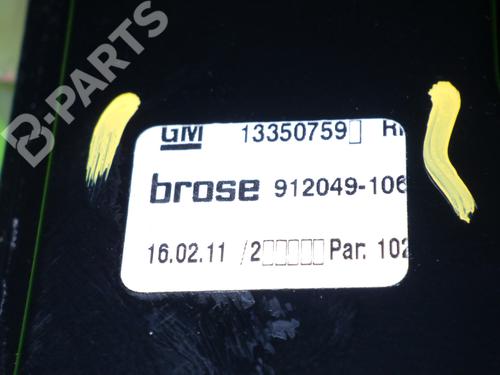 B-PARTS
GM 13350759▯
brose 912049-106
16.02.11 /2▯▯▯▯▯ Par. 102